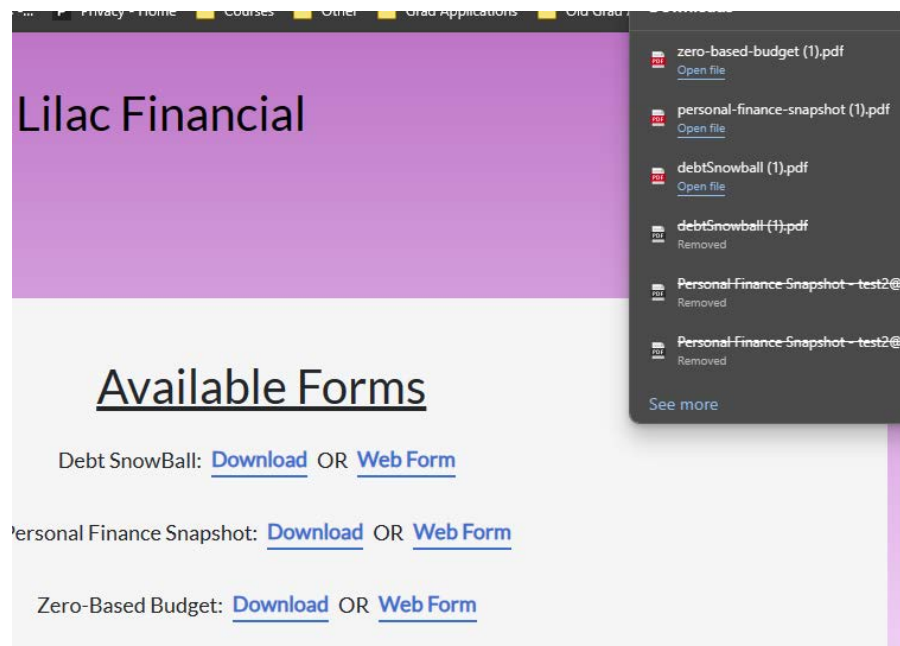 Privacy - Home Courses Other Grad Applications Old Grad
Downloads
zero-based-budget (1).pdf
Open file
personal-finance-snapshot (1).pdf
Open file
debtSnowball (1).pdf
Open file
debtSnowball (1).pdf
Removed
Personal Finance Snapshot - test2@
Removed
Personal Finance Snapshot - test2@
Removed
See more
Lilac Financial
Available Forms
Debt SnowBall: Download OR Web Form
Personal Finance Snapshot: Download OR Web Form
Zero-Based Budget: Download OR Web Form